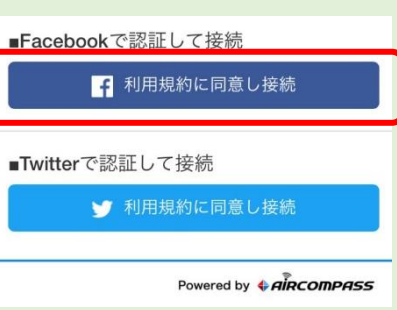 ■Facebookで認証して接続
利用規約に同意し接続
■Twitterで認証して接続
利用規約に同意し接続
Powered by AIRCOMPASS